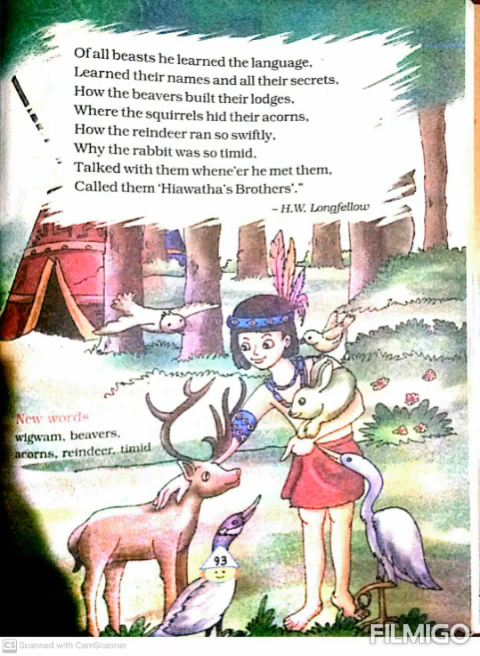 Of all beasts he learned the language,
Learned their names and all their secrets,
How the beavers built their lodges,
Where the squirrels hid their acorns,
How the reindeer ran so swiftly,
Why the rabbit was so timid,
Talked with them whene'er he met them,
Called them ‘Hiawatha's Brothers’.”
– H.W. Longfellow
New words
wigwam, beavers,
acorns, reindeer, timid
93
CS Scanned with CamScanner
FILMIGO